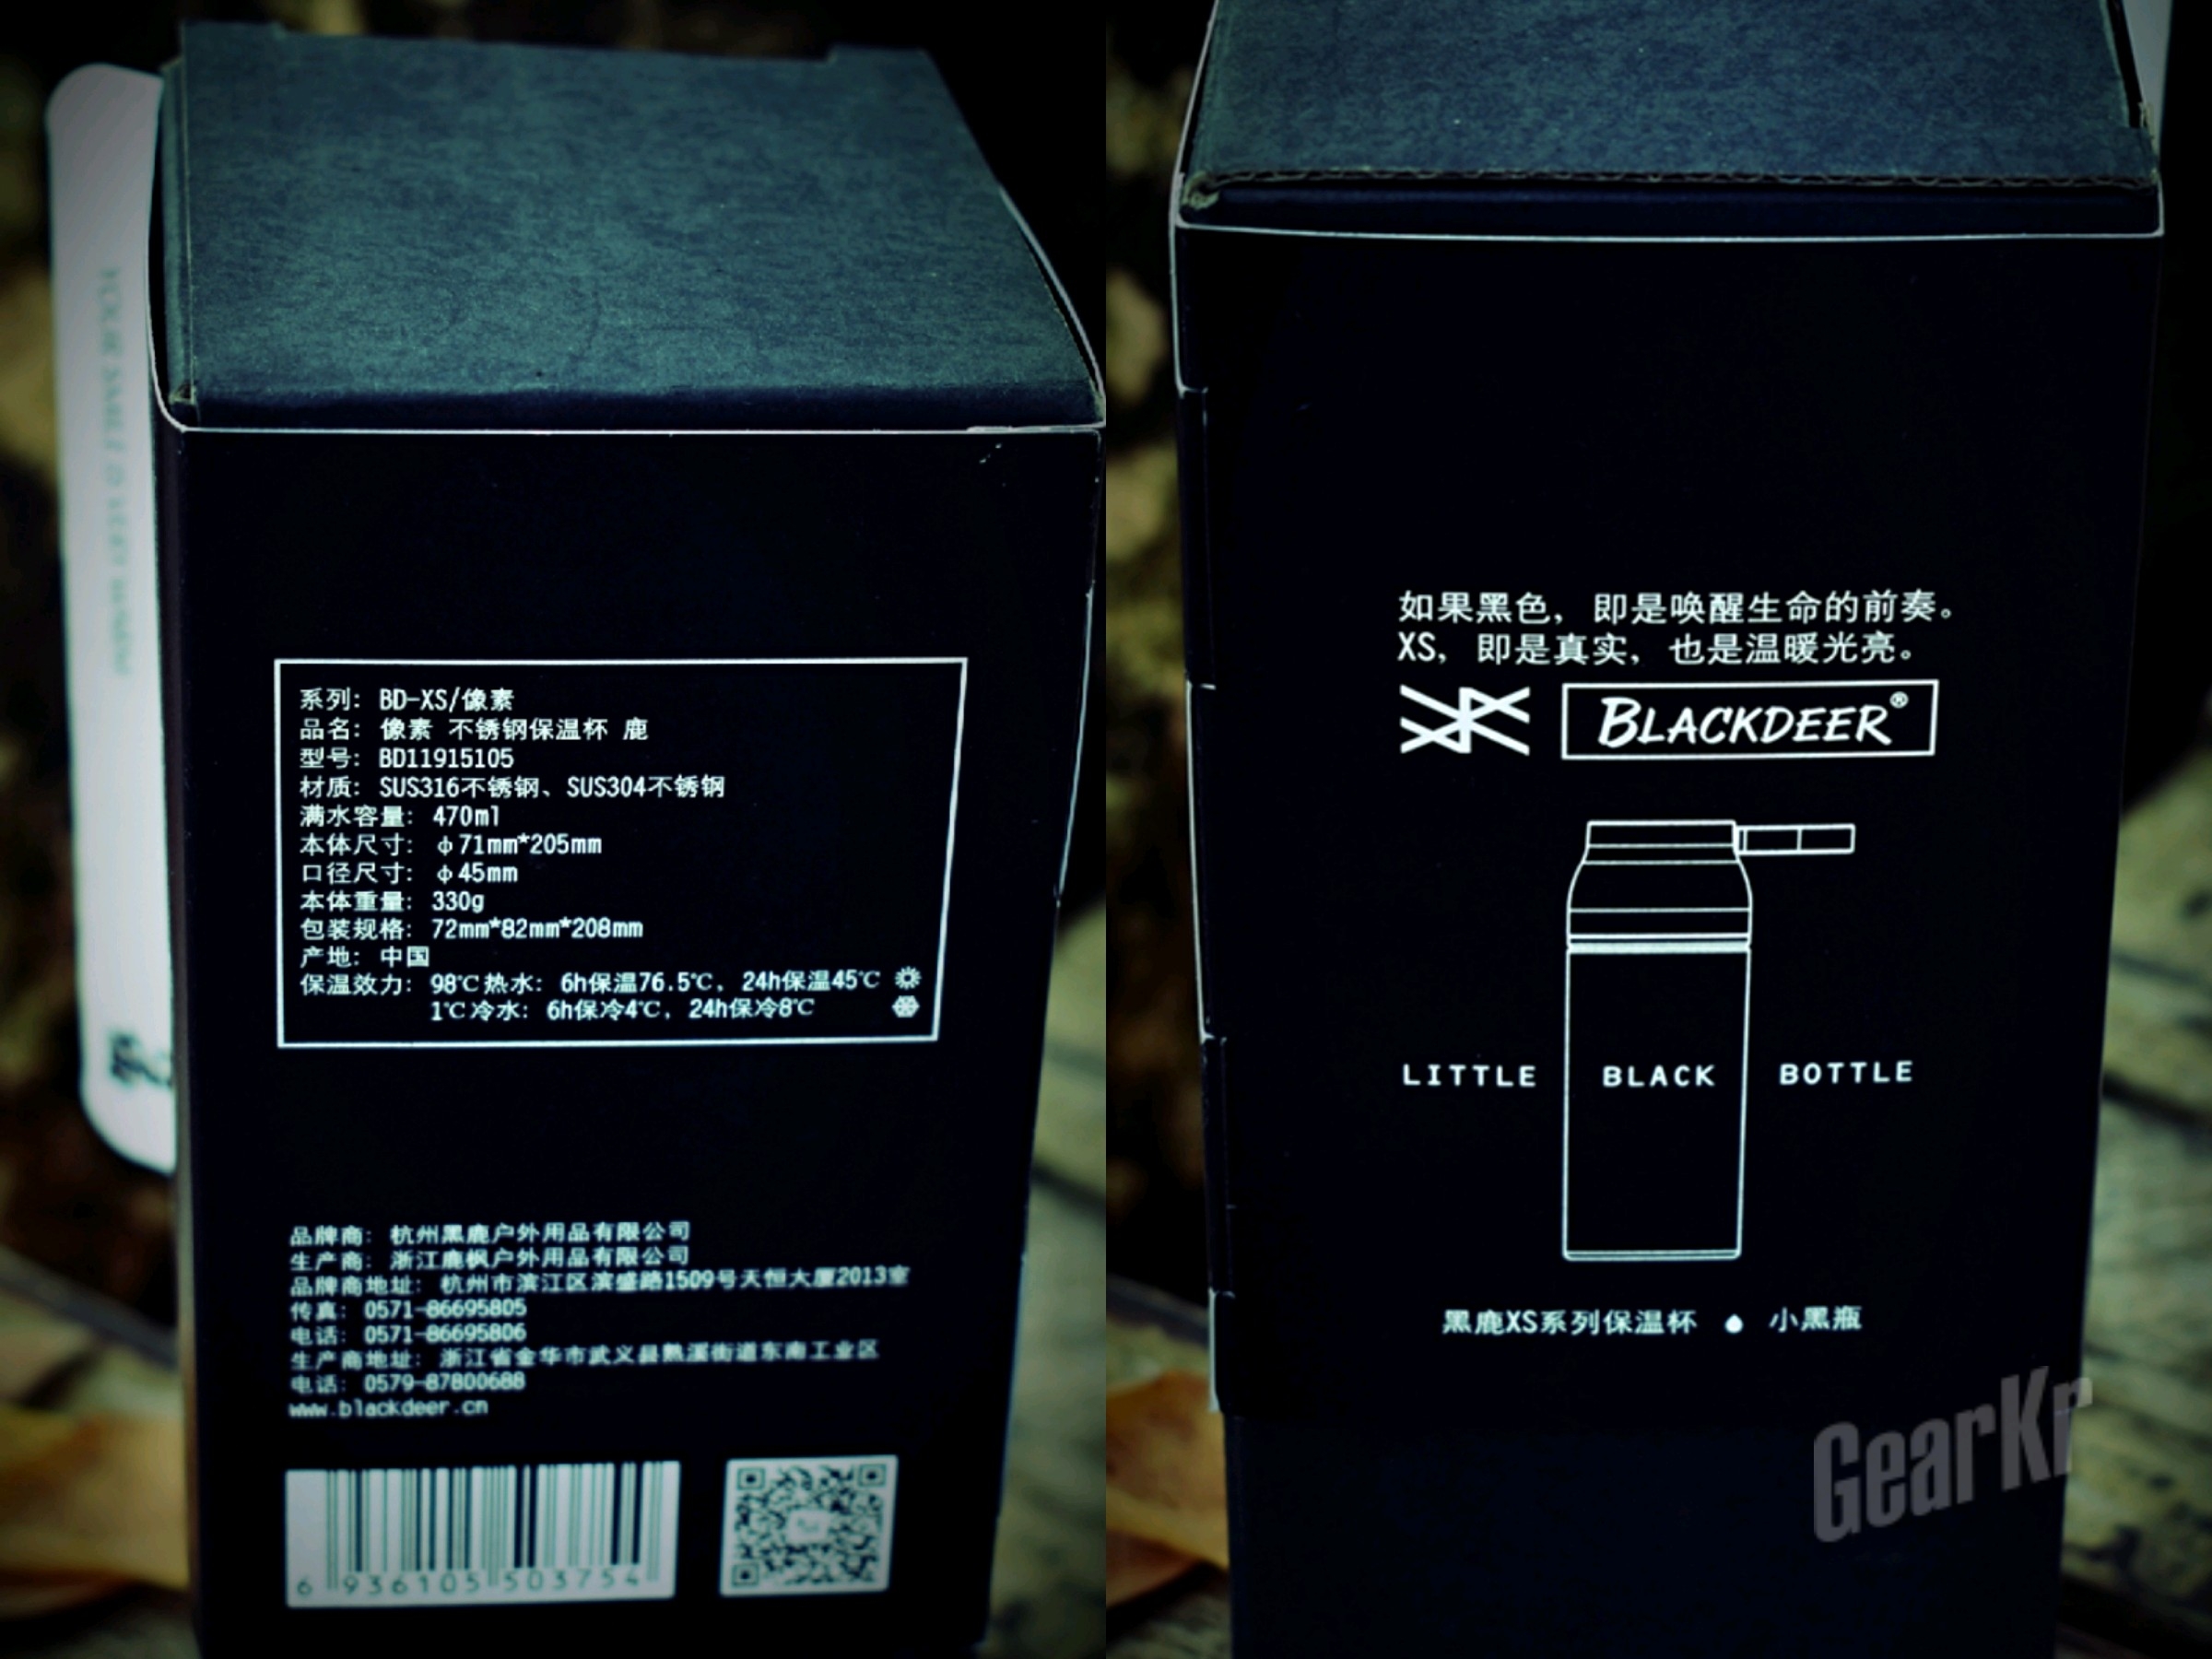 系列: BD-XS/像素
品名: 像素 不锈钢保温杯 鹿
型号: BD11915105
材质: SUS316不锈钢、SUS304不锈钢
满水容量: 470ml
本体尺寸: φ71mm*205mm
口径尺寸: φ45mm
本体重量: 330g
包装规格: 72mm*82mm*208mm
产地: 中国
保温效力: 98℃热水: 6h保温76.5℃, 24h保温45℃
1℃冷水: 6h保冷4℃, 24h保冷8℃
品牌商: 杭州黑鹿户外用品有限公司
生产商: 浙江鹿枫户外用品有限公司
品牌商地址: 杭州市滨江区滨盛路1509号天恒大厦2013室
传真: 0571-86695805
电话: 0571-86695806
生产商地址: 浙江省金华市武义县熟溪街道东南工业区
电话: 0579-87800688
www.blackdeer.cn
6 936105 503754
如果黑色, 即是唤醒生命的前奏。
XS, 即是真实, 也是温暖光亮。
BLACKDEER®
LITTLE BLACK BOTTLE
黑鹿XS系列保温杯 小黑瓶
GearKr